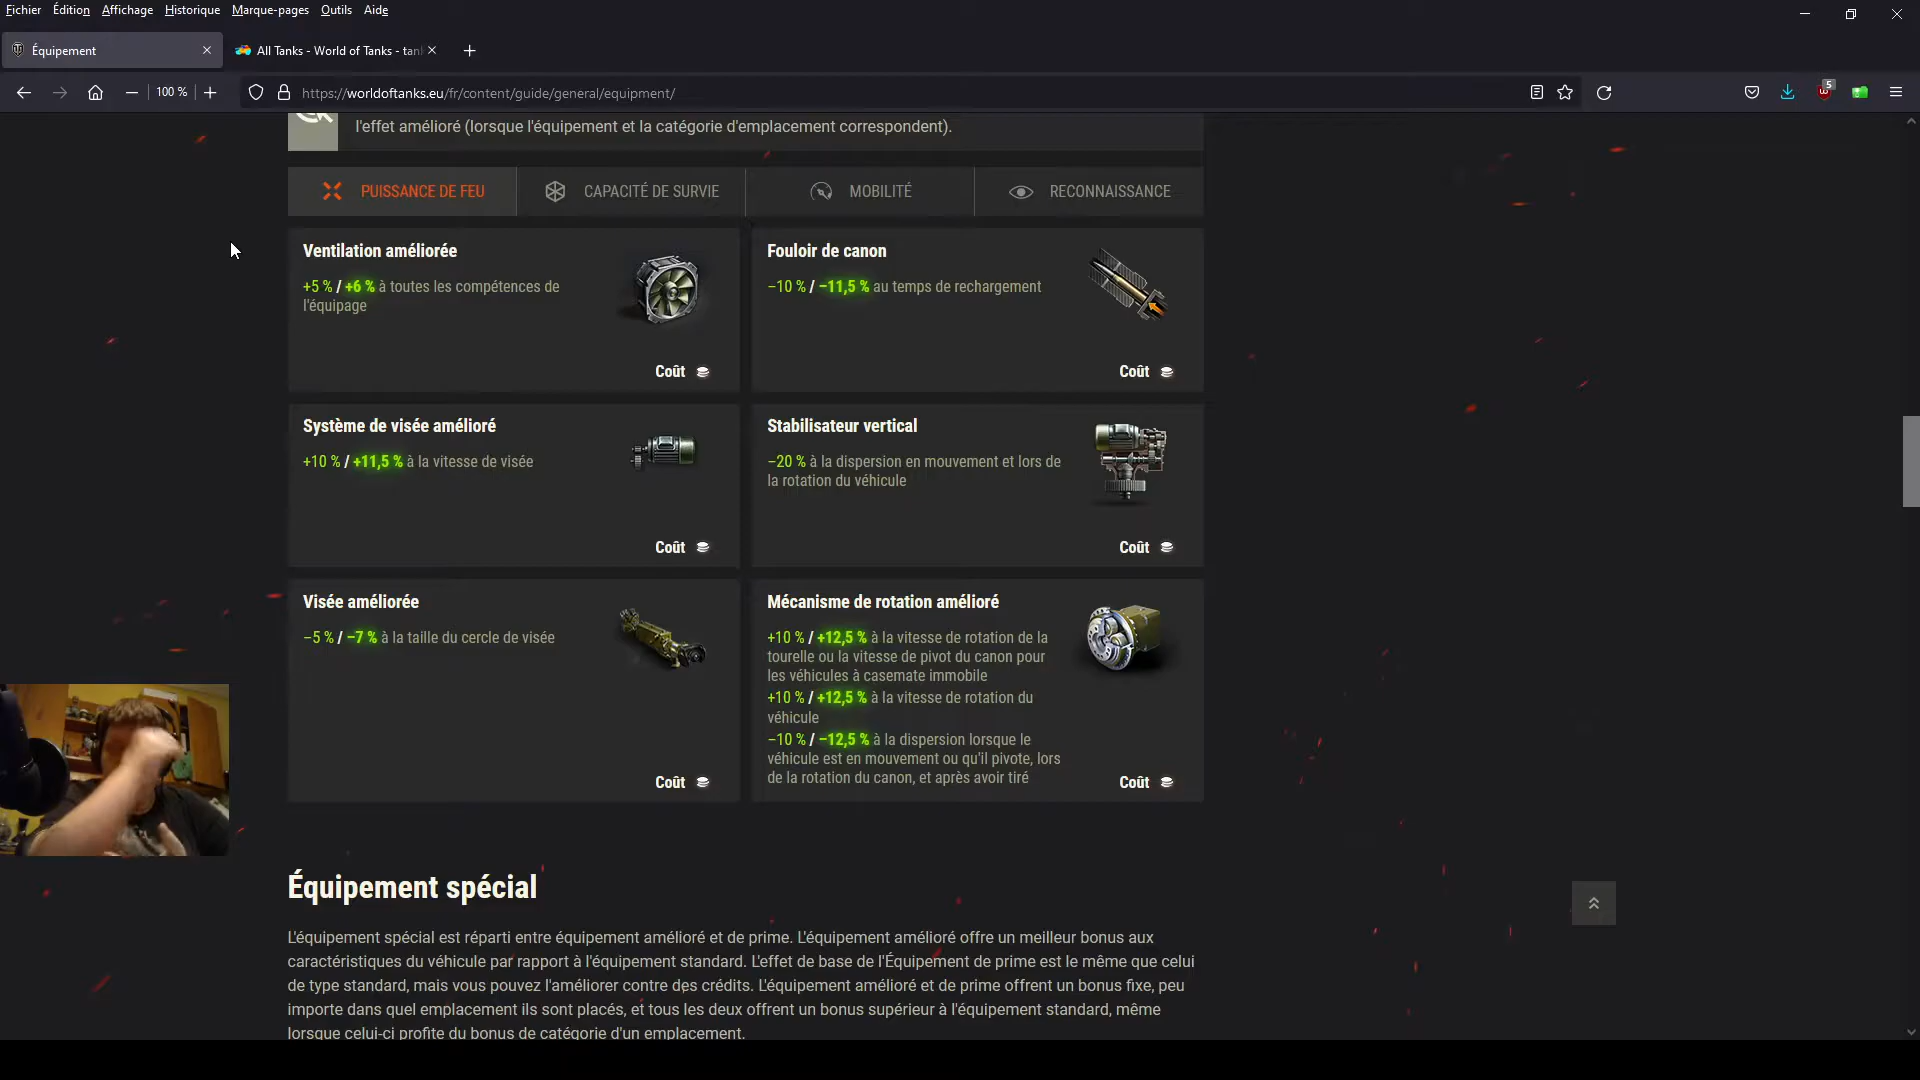 Fichier Édition Affichage Historique Marque-pages Outils Aide
Équipement
All Tanks - World of Tanks - tan
100 %
https://worldoftanks.eu/fr/content/guide/general/equipment/
5
l'effet amélioré (lorsque l'équipement et la catégorie d'emplacement correspondent).
PUISSANCE DE FEU
CAPACITÉ DE SURVIE
MOBILITÉ
RECONNAISSANCE
Ventilation améliorée
+5 % / +6 % à toutes les compétences de
l'équipage
Coût
Fouloir de canon
−10 % / −11,5 % au temps de rechargement
Coût
Système de visée amélioré
+10 % / +11,5 % à la vitesse de visée
Coût
Stabilisateur vertical
−20 % à la dispersion en mouvement et lors de
la rotation du véhicule
Coût
Visée améliorée
−5 % / −7 % à la taille du cercle de visée
Coût
Mécanisme de rotation amélioré
+10 % / +12,5 % à la vitesse de rotation de la
tourelle ou la vitesse de pivot du canon pour
les véhicules à casemate immobile
+10 % / +12,5 % à la vitesse de rotation du
véhicule
−10 % / −12,5 % à la dispersion lorsque le
véhicule est en mouvement ou qu'il pivote, lors
de la rotation du canon, et après avoir tiré
Coût
Équipement spécial
L'équipement spécial est réparti entre équipement amélioré et de prime. L'équipement amélioré offre un meilleur bonus aux
caractéristiques du véhicule par rapport à l'équipement standard. L'effet de base de l'Équipement de prime est le même que celui
de type standard, mais vous pouvez l'améliorer contre des crédits. L'équipement amélioré et de prime offrent un bonus fixe, peu
importe dans quel emplacement ils sont placés, et tous les deux offrent un bonus supérieur à l'équipement standard, même
lorsque celui-ci profite du bonus de catégorie d'un emplacement.